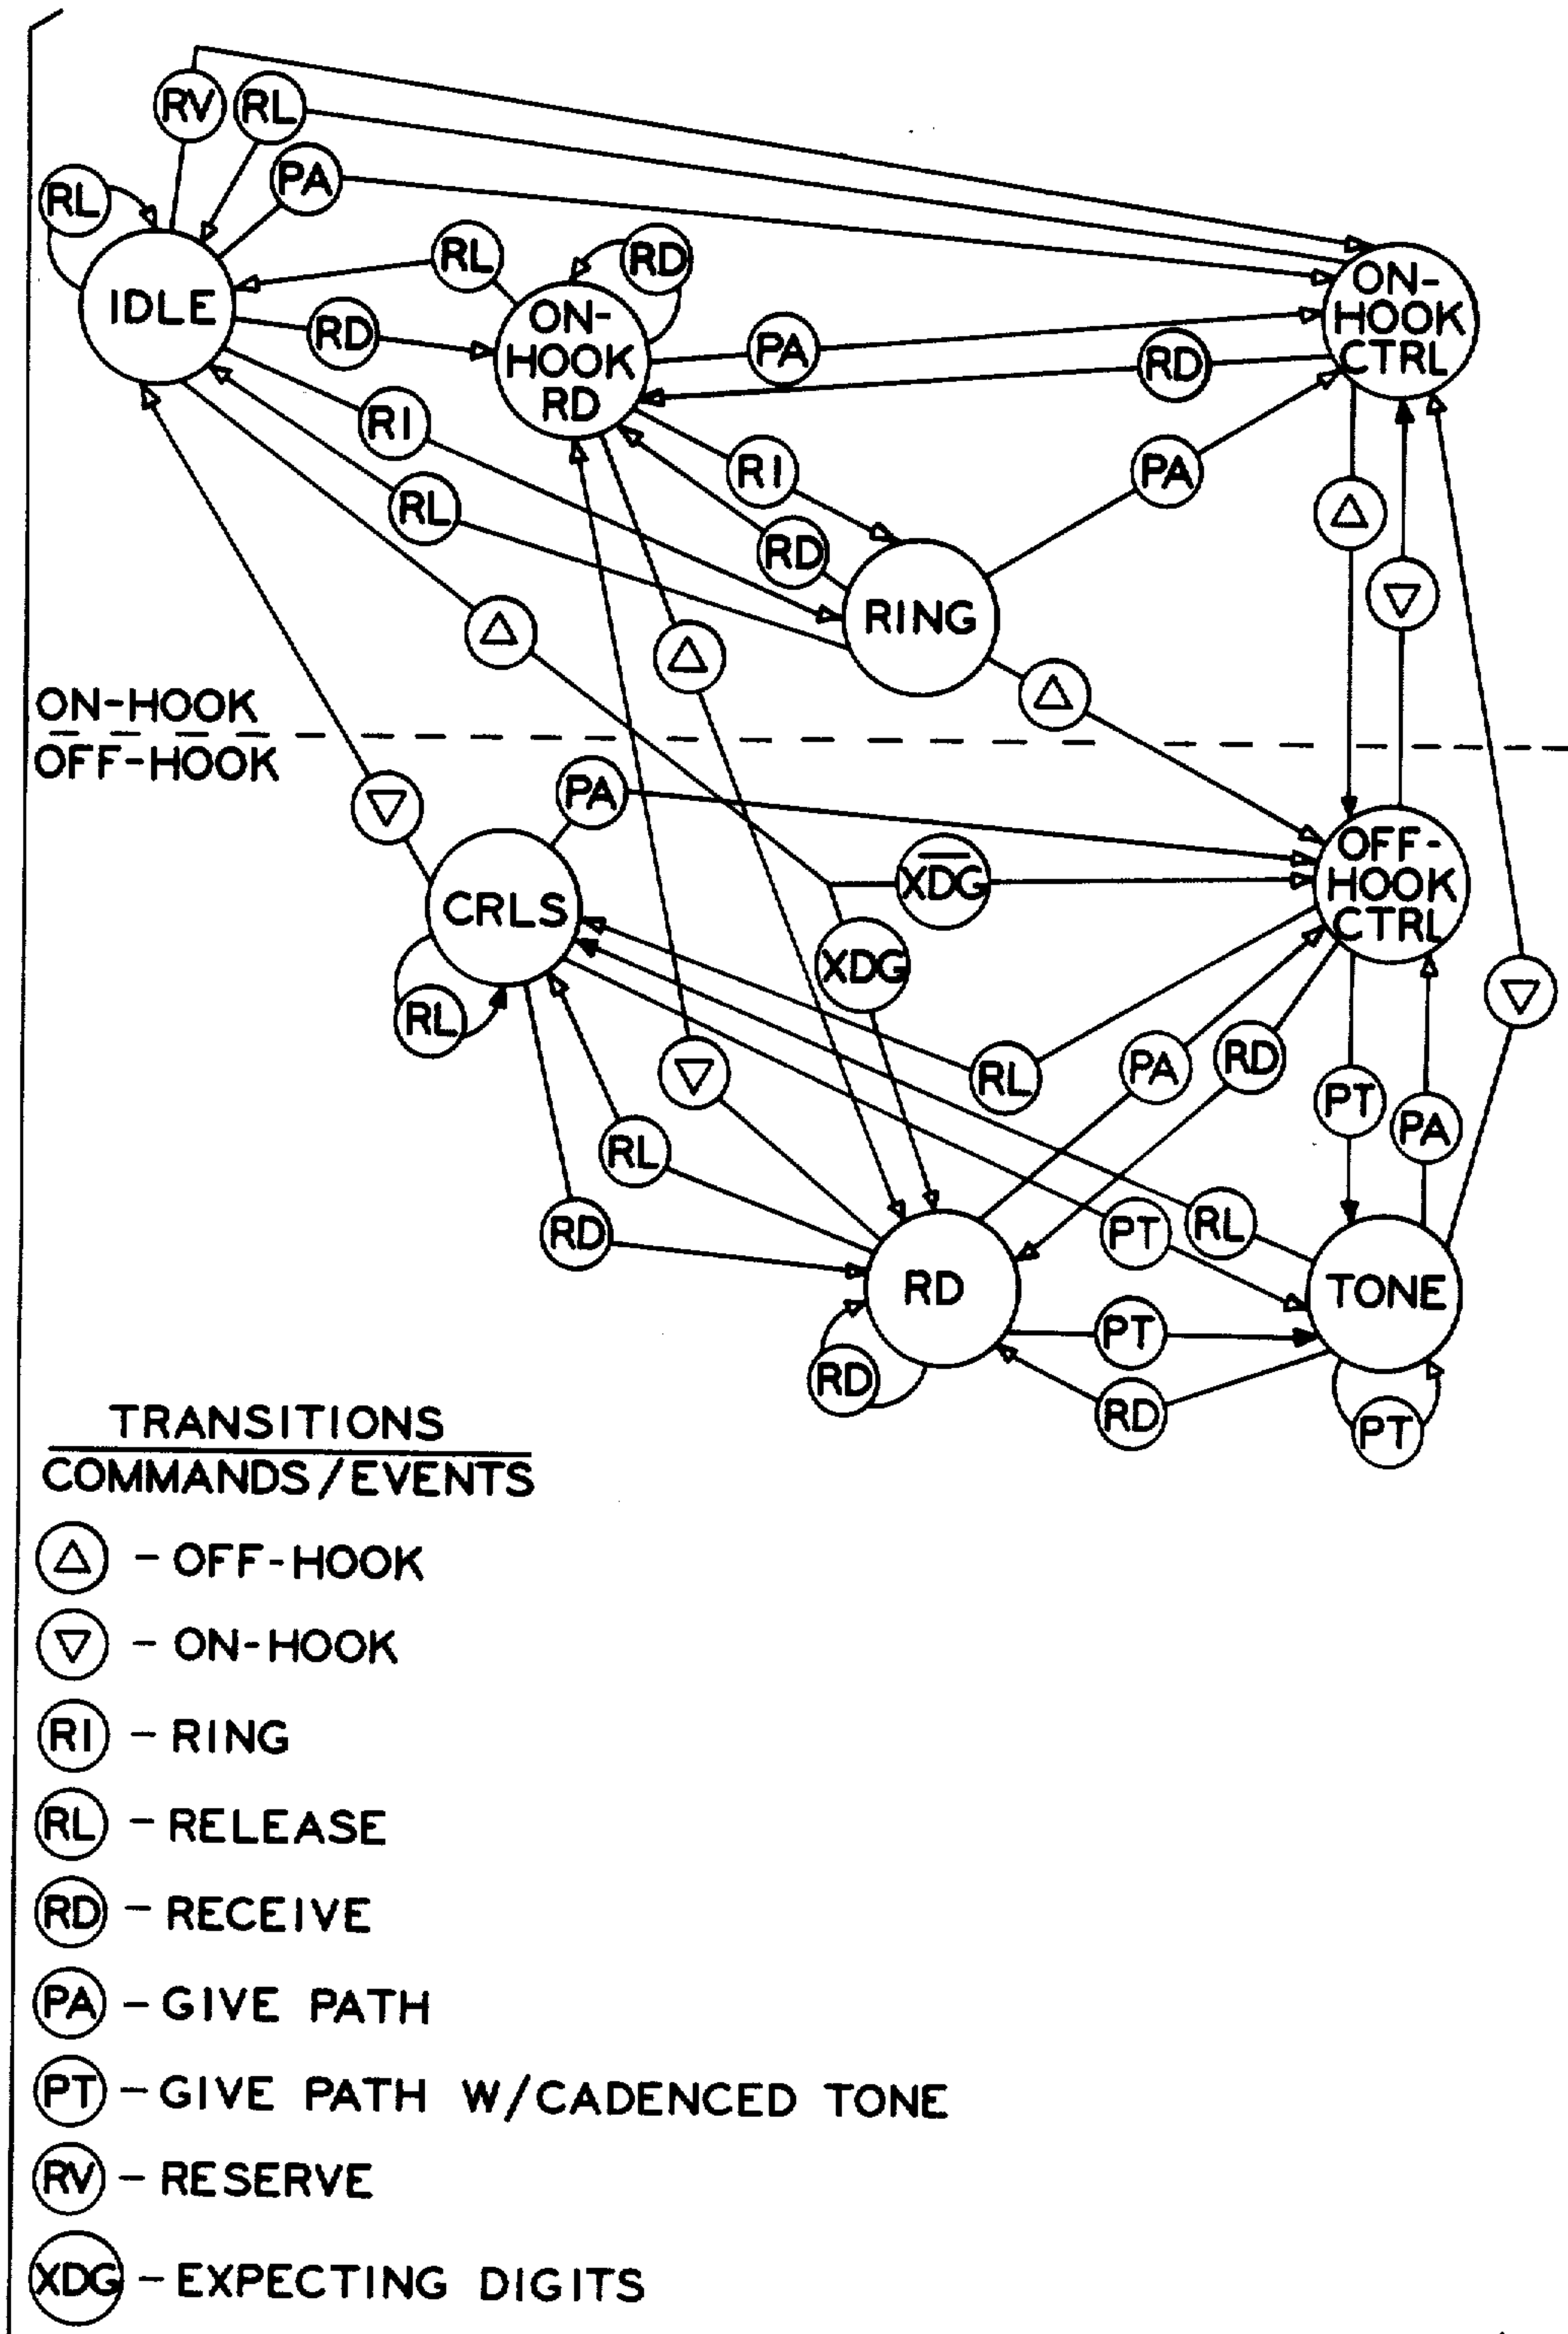 RV
RL
PA
RL
RL
RD
IDLE
RD
ON-
HOOK
RD
PA
RD
ON-
HOOK
CTRL
RI
RL
RI
RD
PA
RING
ON-HOOK
OFF-HOOK
PA
CRLS
XDG
XDG
OFF-
HOOK
CTRL
RL
RL
PA
RD
PT
PA
RL
RD
PT
RL
RD
TONE
RD
PT
RD
PT
TRANSITIONS
COMMANDS/EVENTS
△ - OFF-HOOK
▽ - ON-HOOK
RI - RING
RL - RELEASE
RD - RECEIVE
PA - GIVE PATH
PT - GIVE PATH W/CADENCED TONE
RV - RESERVE
XDG - EXPECTING DIGITS